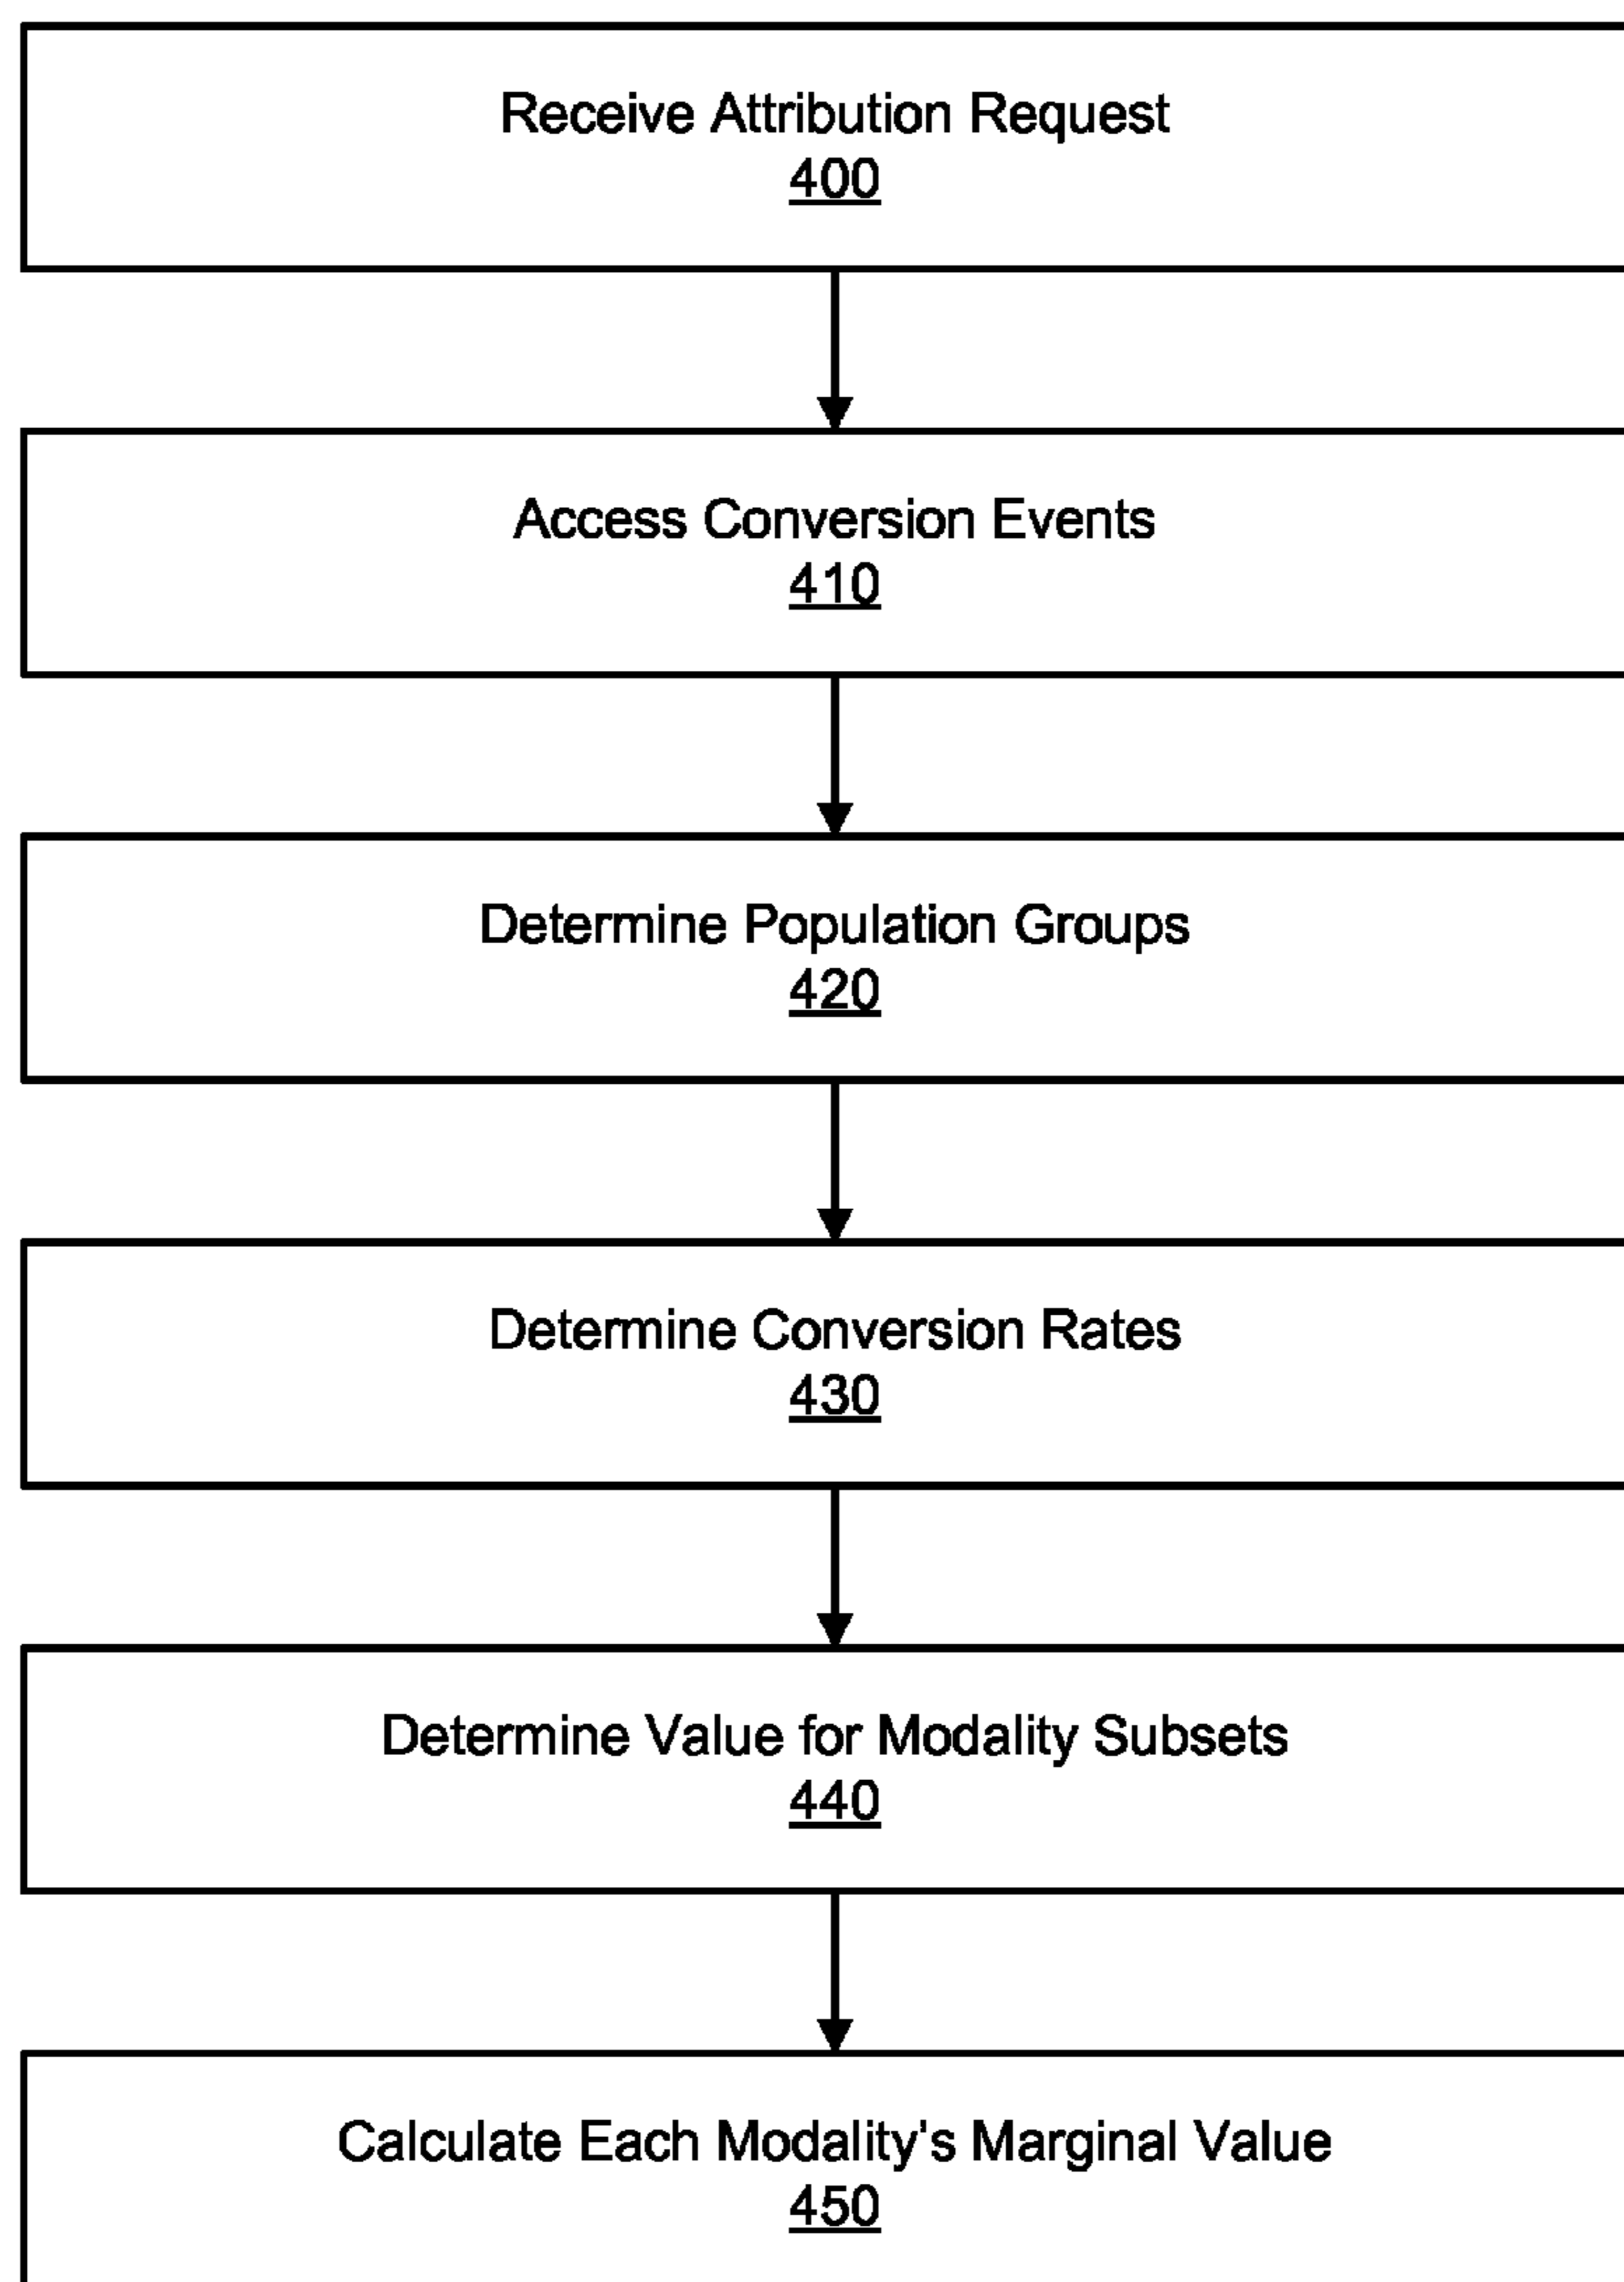 Receive Attribution Request
400
Access Conversion Events
410
Determine Population Groups
420
Determine Conversion Rates
430
Determine Value for Modality Subsets
440
Calculate Each Modality's Marginal Value
450